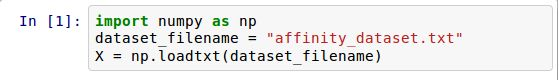 In [1]: import numpy as np
dataset_filename = "affinity_dataset.txt"
X = np.loadtxt(dataset_filename)